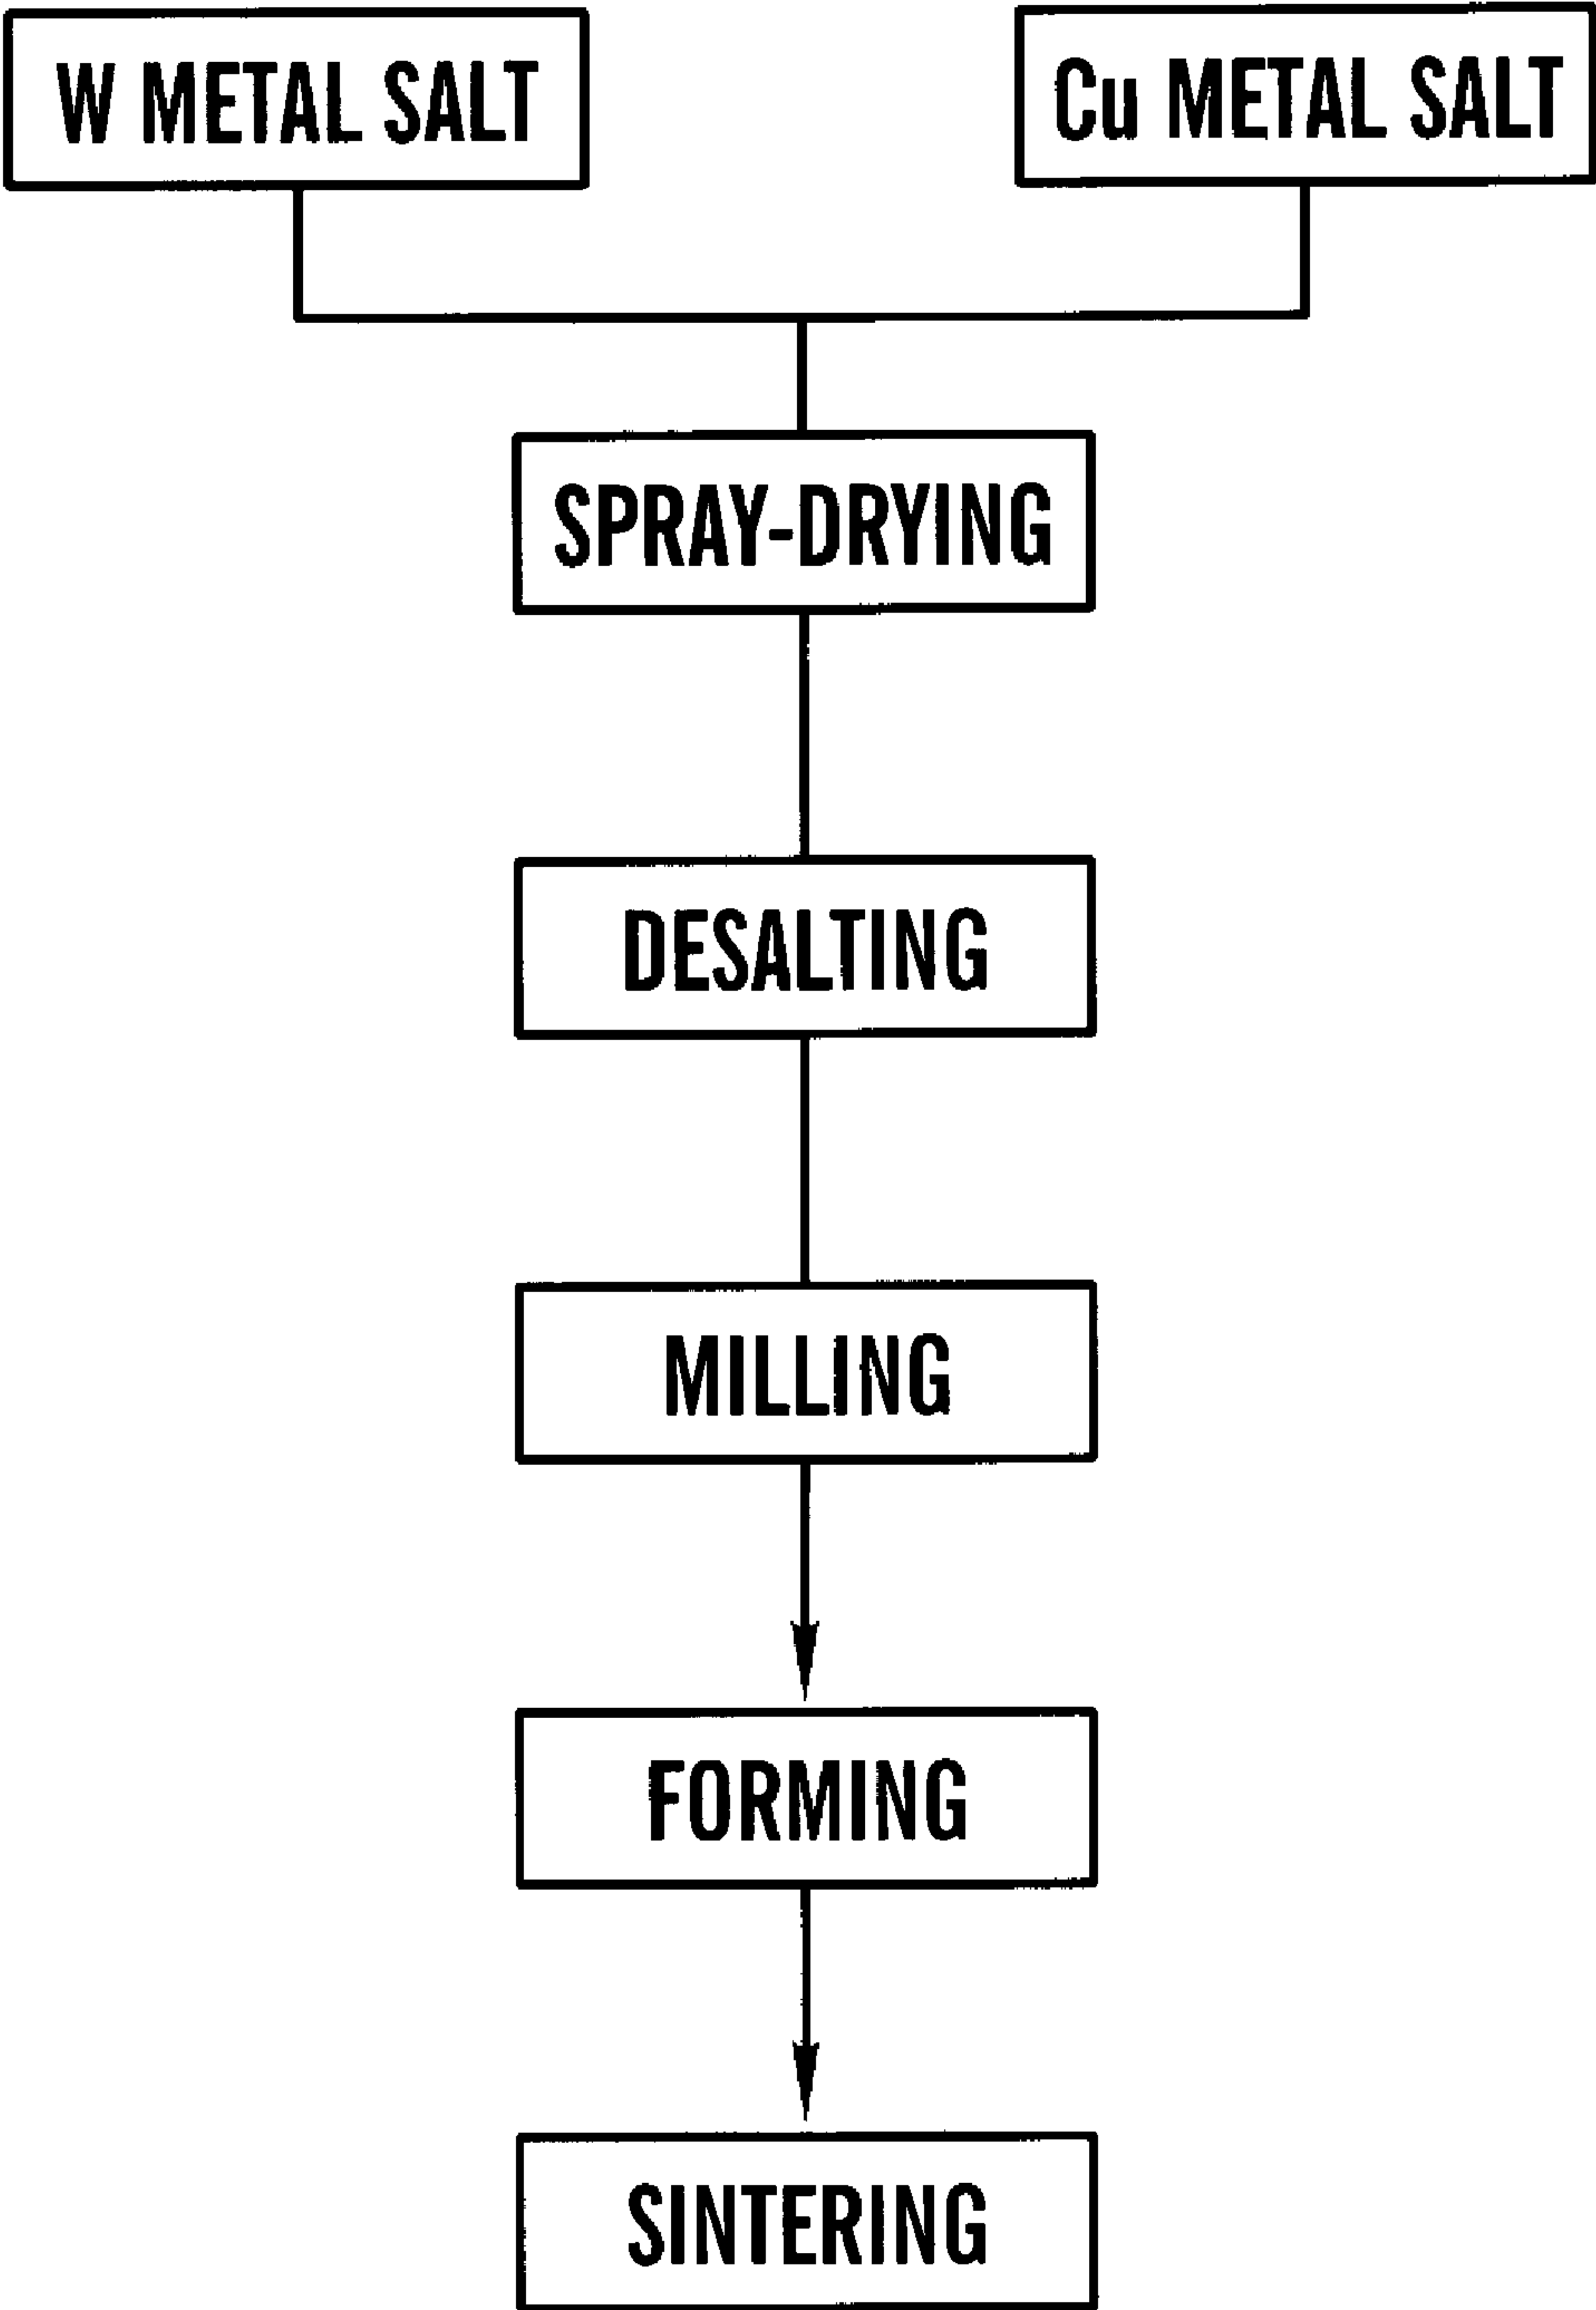 W METAL SALT
Cu METAL SALT
SPRAY-DRYING
DESALTING
MILLING
FORMING
SINTERING